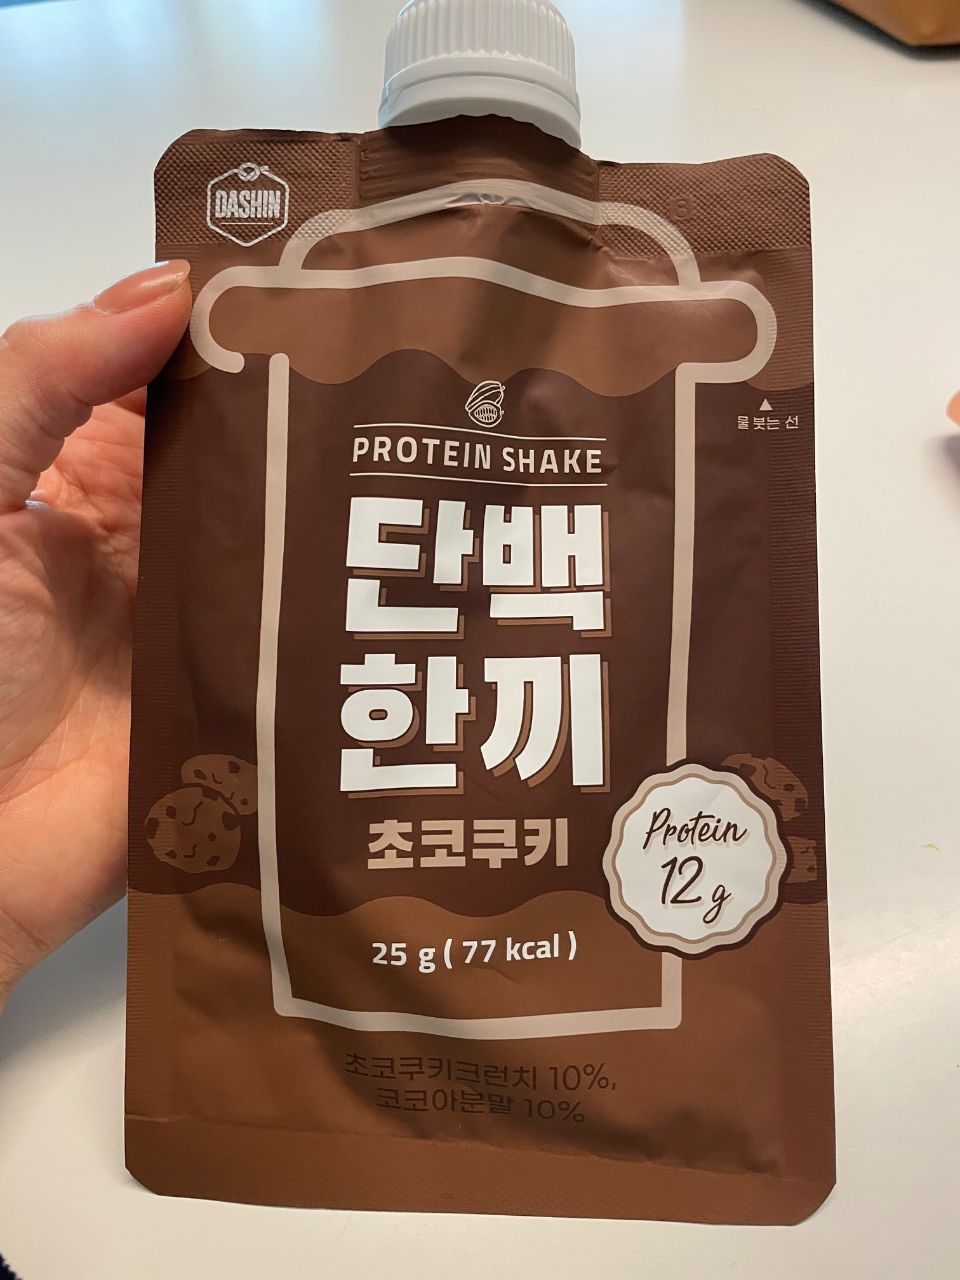 DASHIN
물 붓는 선
PROTEIN SHAKE
단백
한끼
초코쿠키
Protein
12 g
25 g ( 77 kcal )
초코쿠키크런치 10%,
코코아분말 10%